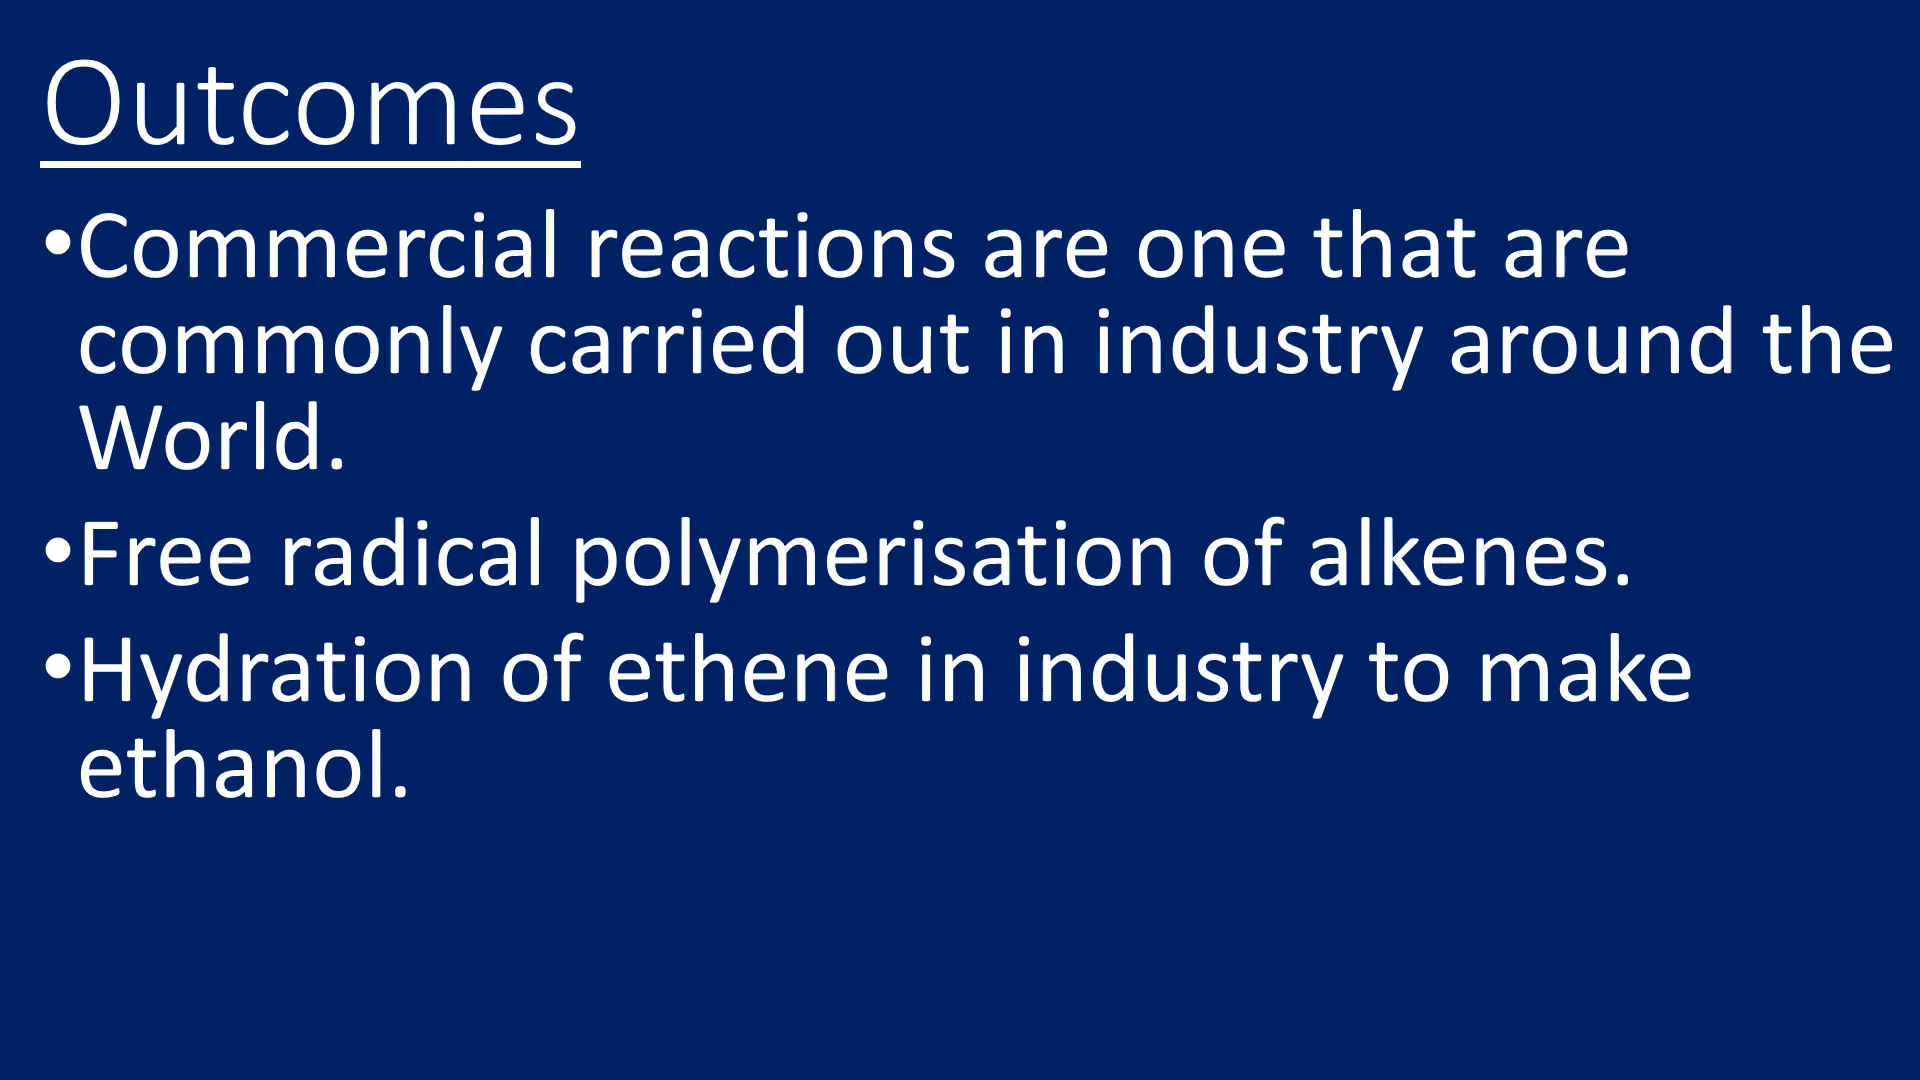 Outcomes
•Commercial reactions are one that are
commonly carried out in industry around the
World.
•Free radical polymerisation of alkenes.
•Hydration of ethene in industry to make
ethanol.